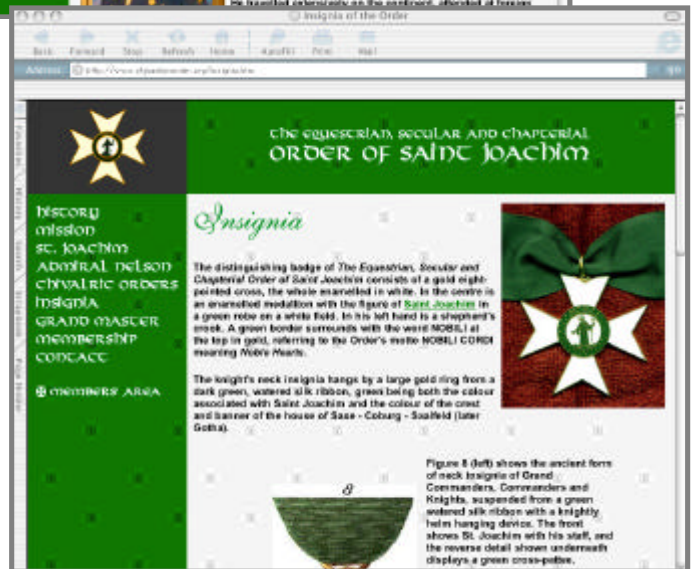 He travelled extensively on the continent, attended at foreign
Insignia of the Order
Back Forward Stop Refresh Home AutoFill Print Mail
Address
the equestrian, secular and chapterial
order of saint joachim
history
mission
st. joachim
admiral nelson
chivalric orders
insignia
grand master
membership
contact
members area
Insignia
The distinguishing badge of The Equestrian, Secular and
Chapterial Order of Saint Joachim consists of a gold eight-
pointed cross, the whole enamelled in white. In the centre is
an enamelled medallion with the figure of Saint Joachim in
a green robe on a white field. In his left hand is a shepherd's
crook. A green border surrounds with the word NOBILI at
the top in gold, referring to the Order's motto NOBILI CORDI
meaning Noble Hearts.
The knight's neck insignia hangs by a large gold ring from a
dark green, watered silk ribbon, green being both the colour
associated with Saint Joachim and the colour of the crest
and banner of the house of Saxe - Coburg - Saalfeld (later
Gotha).
8
Figure 8 (left) shows the ancient form
of neck insignia of Grand
Commanders, Commanders and
Knights, suspended from a green
watered silk ribbon with a knightly
helm hanging device. The front
shows St. Joachim with his staff, and
the reverse detail shown underneath
displays a green cross-pattee.